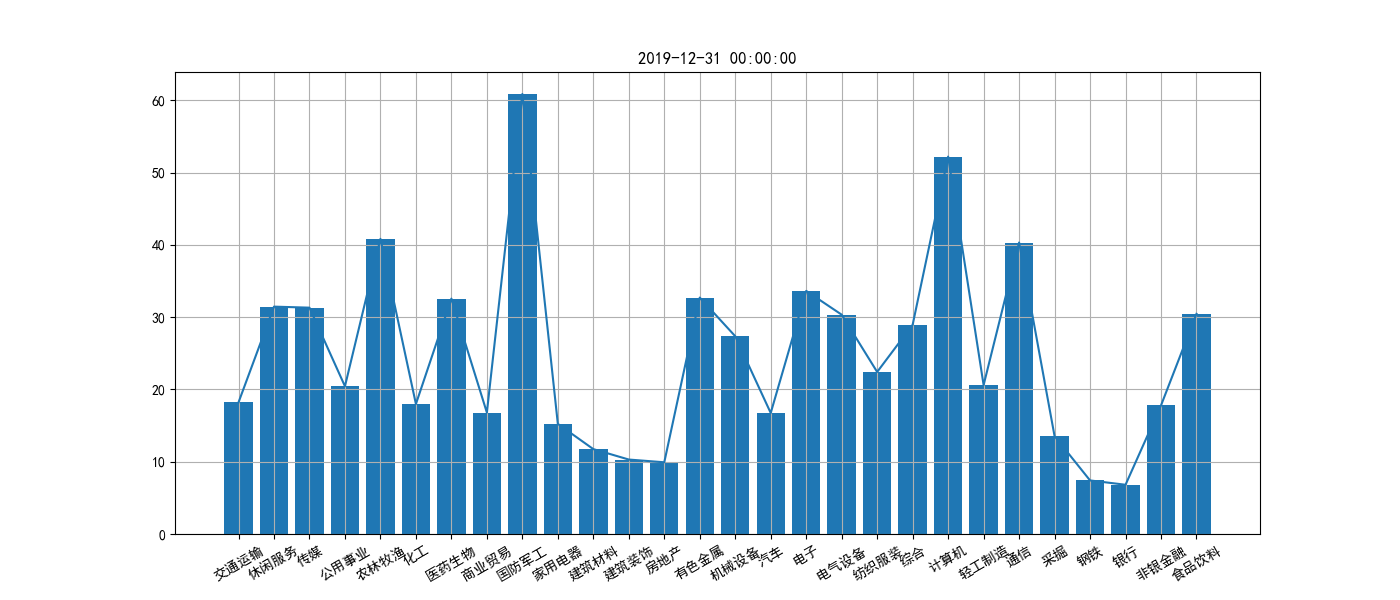 2019-12-31 00:00:00
60
50
40
30
20
10
0
交通运输
休闲服务
传媒
公用事业
农林牧渔
化工
医药生物
商业贸易
国防军工
家用电器
建筑材料
建筑装饰
房地产
有色金属
机械设备
汽车
电子
电气设备
纺织服装
综合
计算机
轻工制造
通信
采掘
钢铁
银行
非银金融
食品饮料